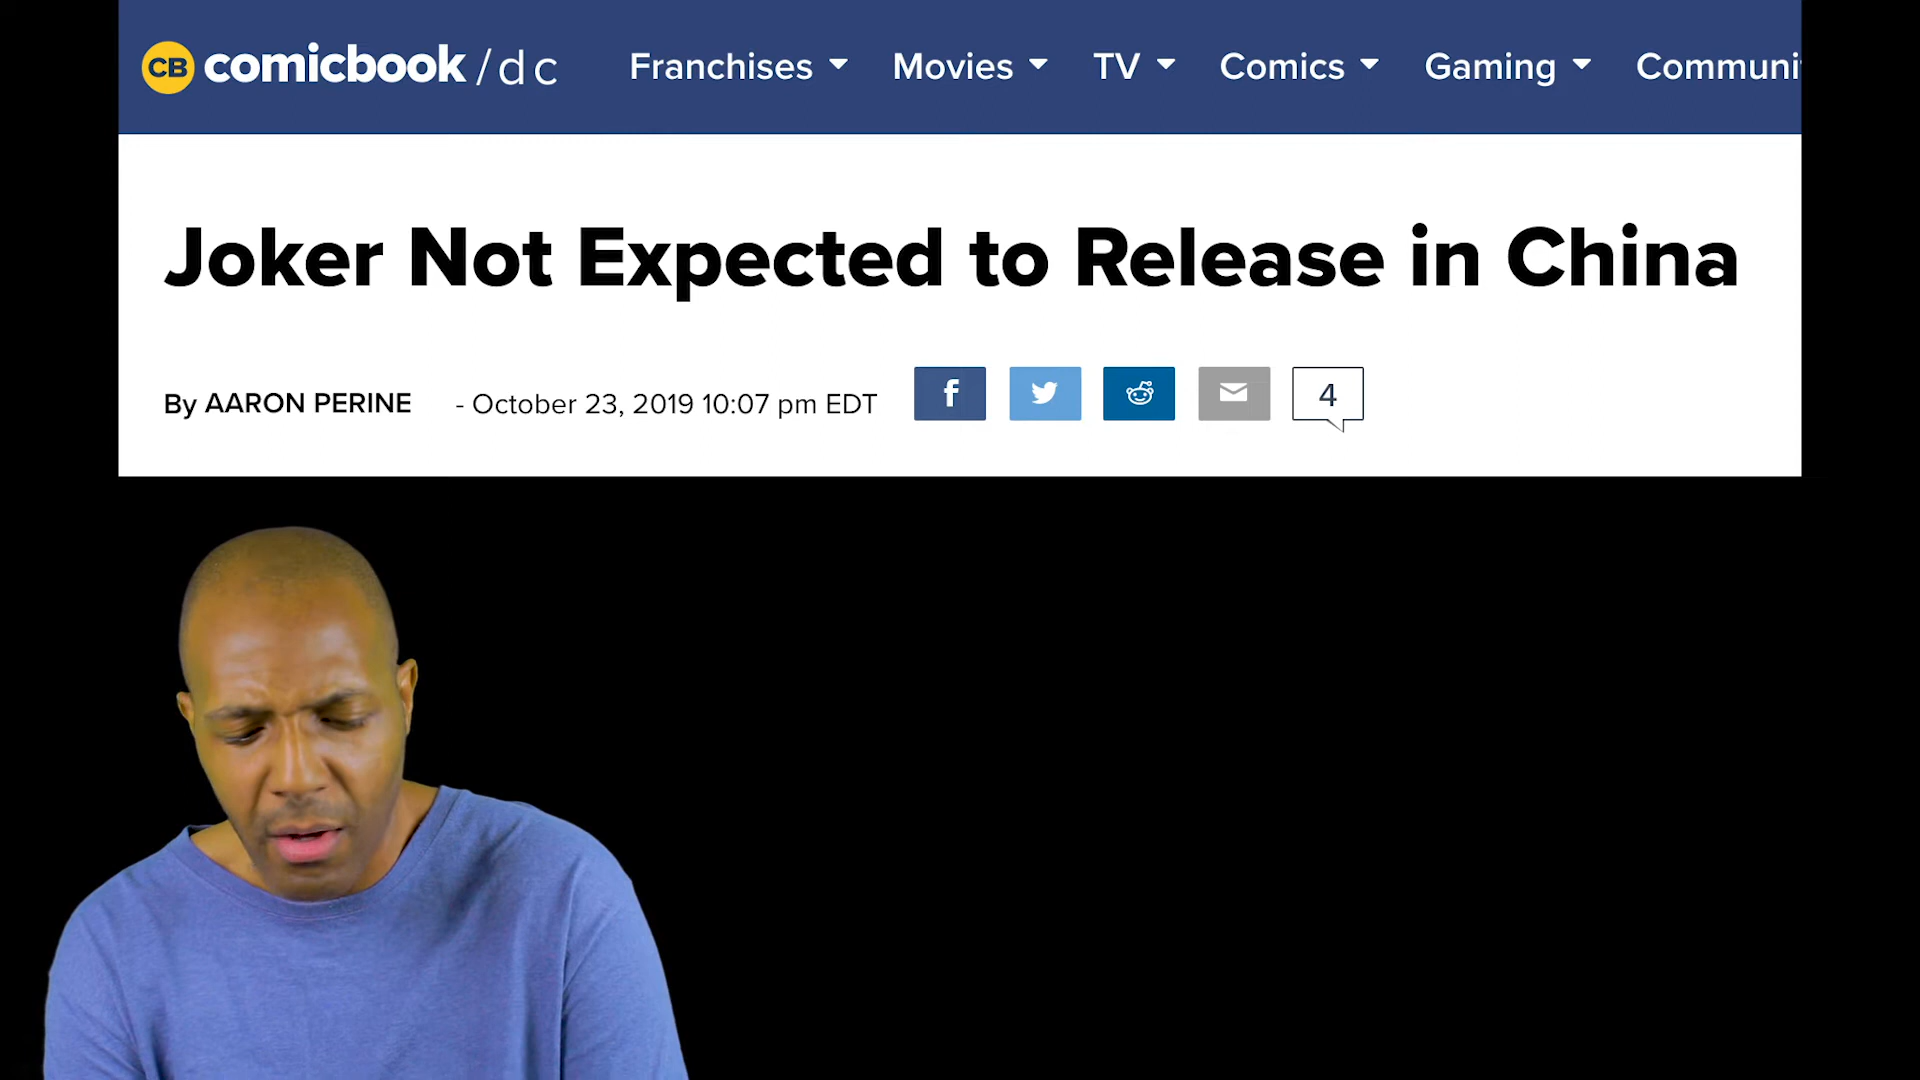 CB comicbook/dc Franchises Movies TV Comics Gaming Communi
Joker Not Expected to Release in China
By AARON PERINE - October 23, 2019 10:07 pm EDT f 4